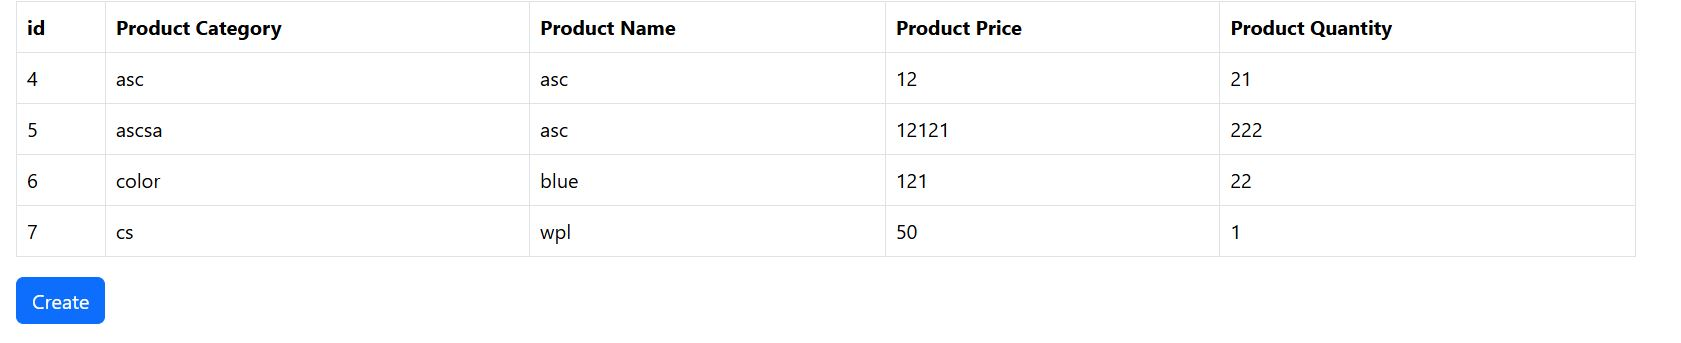 id Product Category Product Name Product Price Product Quantity
4 asc asc 12 21
5 ascsa asc 12121 222
6 color blue 121 22
7 cs wpl 50 1
Create